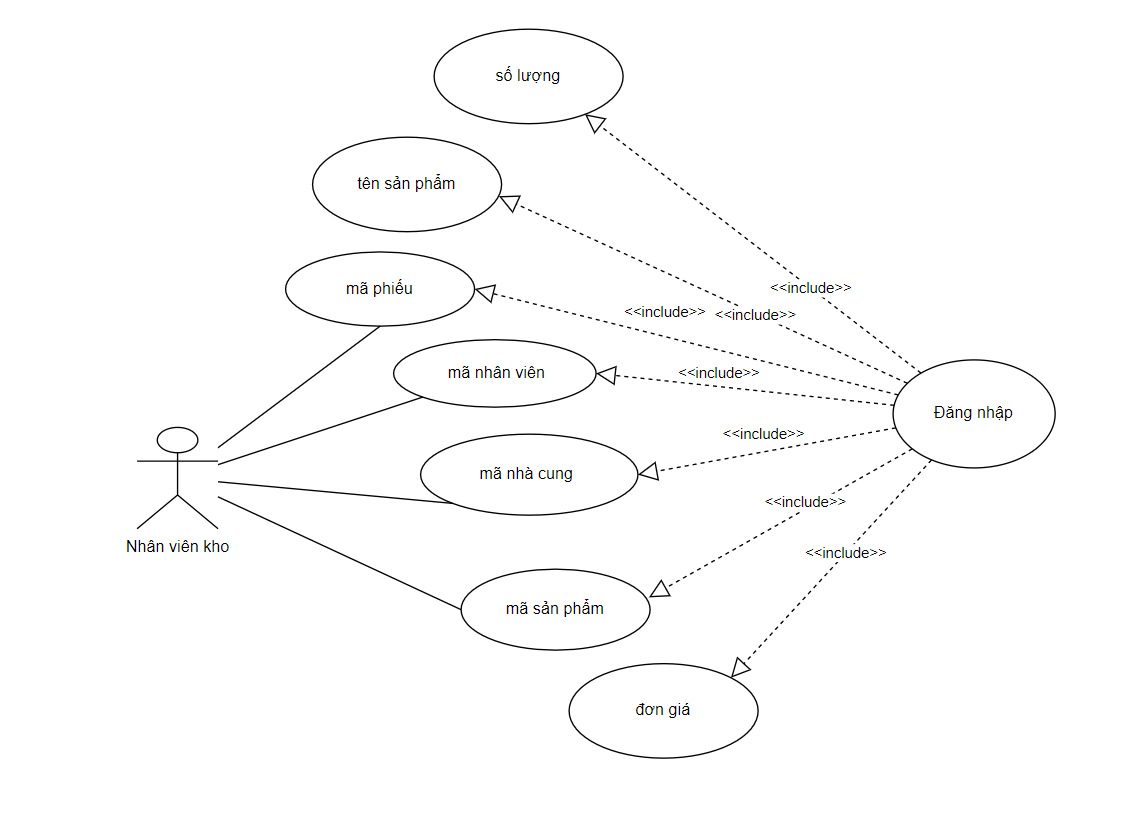 số lượng
tên sản phẩm
mã phiếu
<<include>>
<<include>>
<<include>>
mã nhân viên
<<include>>
Đăng nhập
<<include>>
mã nhà cung
<<include>>
Nhân viên kho
<<include>>
mã sản phẩm
đơn giá